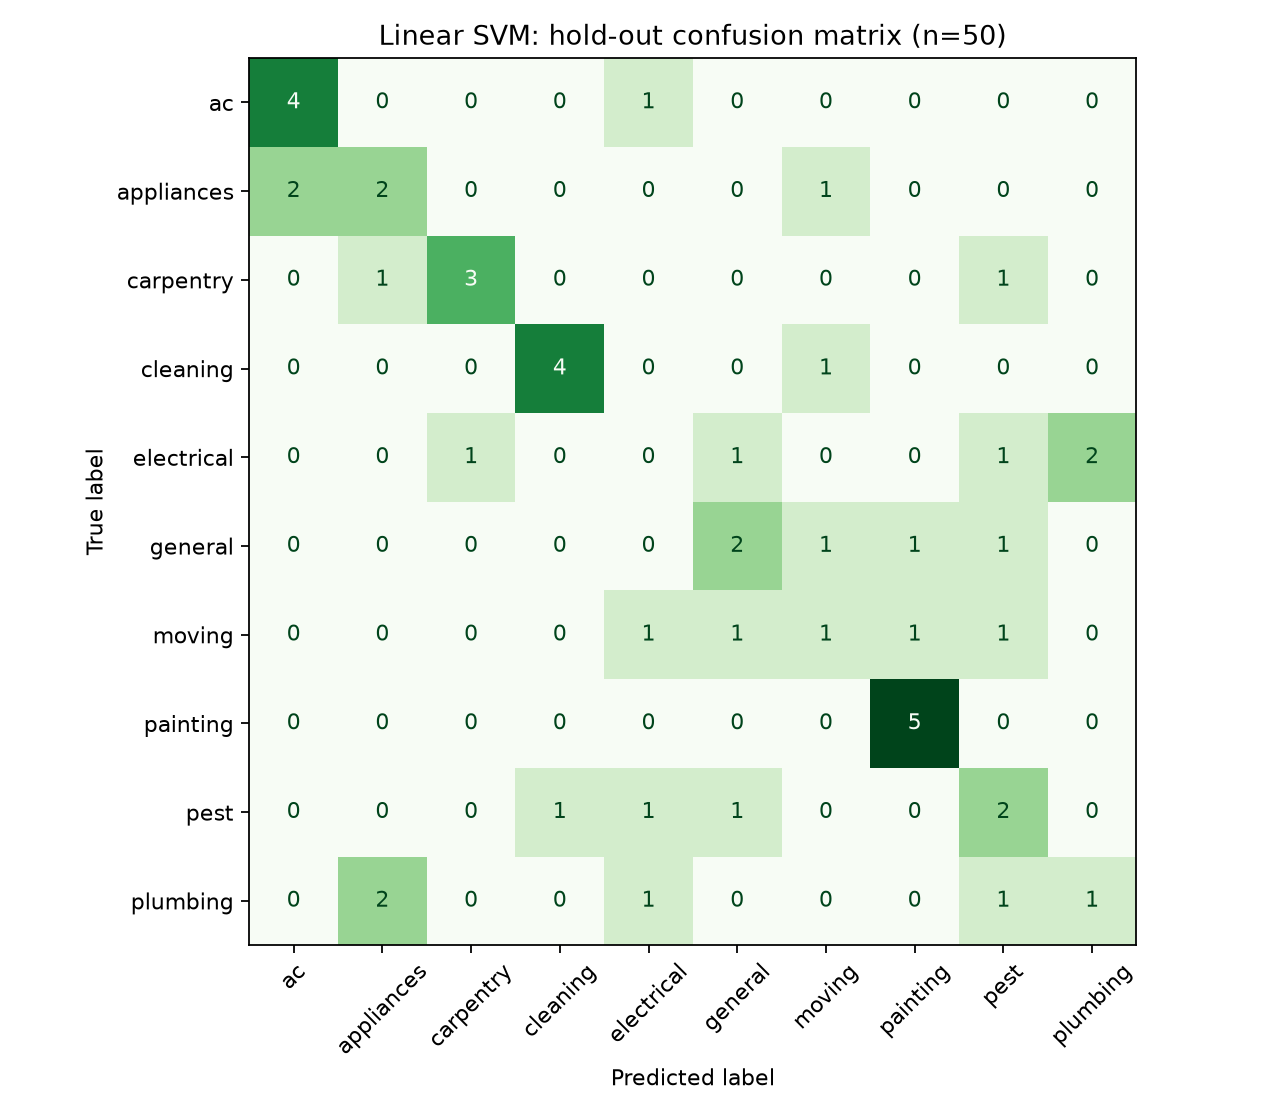 Linear SVM: hold-out confusion matrix (n=50)
True label
ac 4 0 0 0 1 0 0 0 0 0
appliances 2 2 0 0 0 0 1 0 0 0
carpentry 0 1 3 0 0 0 0 0 1 0
cleaning 0 0 0 4 0 0 1 0 0 0
electrical 0 0 1 0 0 1 0 0 1 2
general 0 0 0 0 0 2 1 1 1 0
moving 0 0 0 0 1 1 1 1 1 0
painting 0 0 0 0 0 0 0 5 0 0
pest 0 0 0 1 1 1 0 0 2 0
plumbing 0 2 0 0 1 0 0 0 1 1
ac appliances carpentry cleaning electrical general moving painting pest plumbing
Predicted label